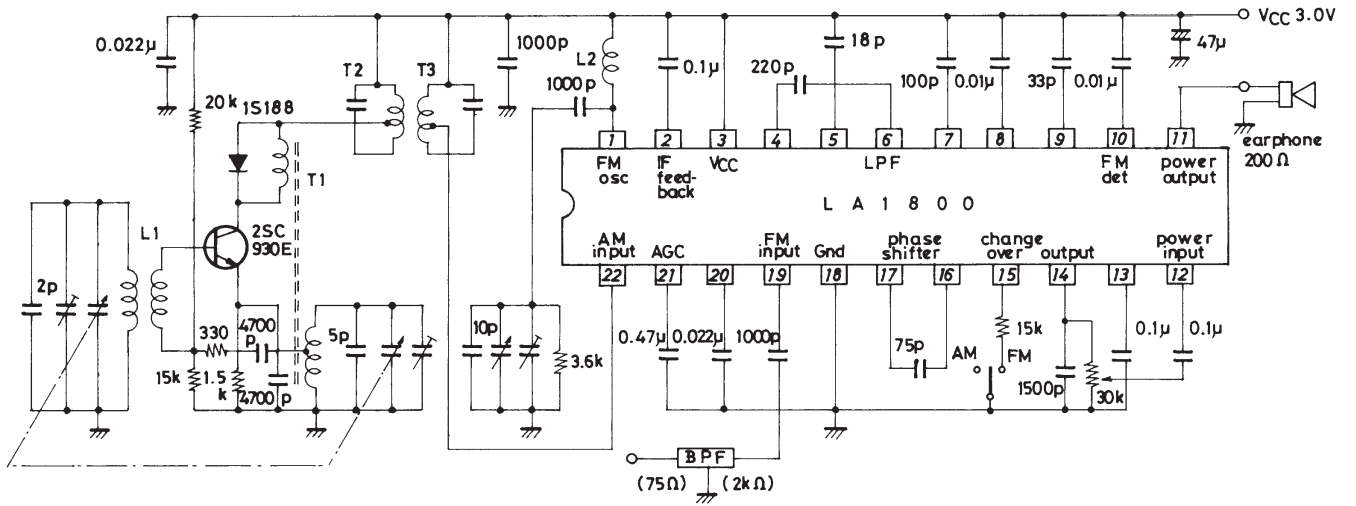 VCC 3.0V
0.022µ
1000p
L2
0.1µ
18p
47µ
T2
T3
1000p
220p
100p
0.01µ
33p
0.01µ
20k
1S188
earphone
200Ω
1
2
3
4
5
6
7
8
9
10
11
FM
osc
IF
feed-
back
VCC
LPF
FM
det
power
output
T1
LA1800
L1
2SC
930E
AM
input
AGC
FM
input
Gnd
phase
shifter
change
over
output
power
input
22
21
20
19
18
17
16
15
14
13
12
2p
330
4700
p
5p
10p
3.6k
0.47µ
0.022µ
1000p
75p
15k
AM
FM
1500p
30k
0.1µ
0.1µ
15k
1.5
k
4700p
BPF
(75Ω)
(2kΩ)